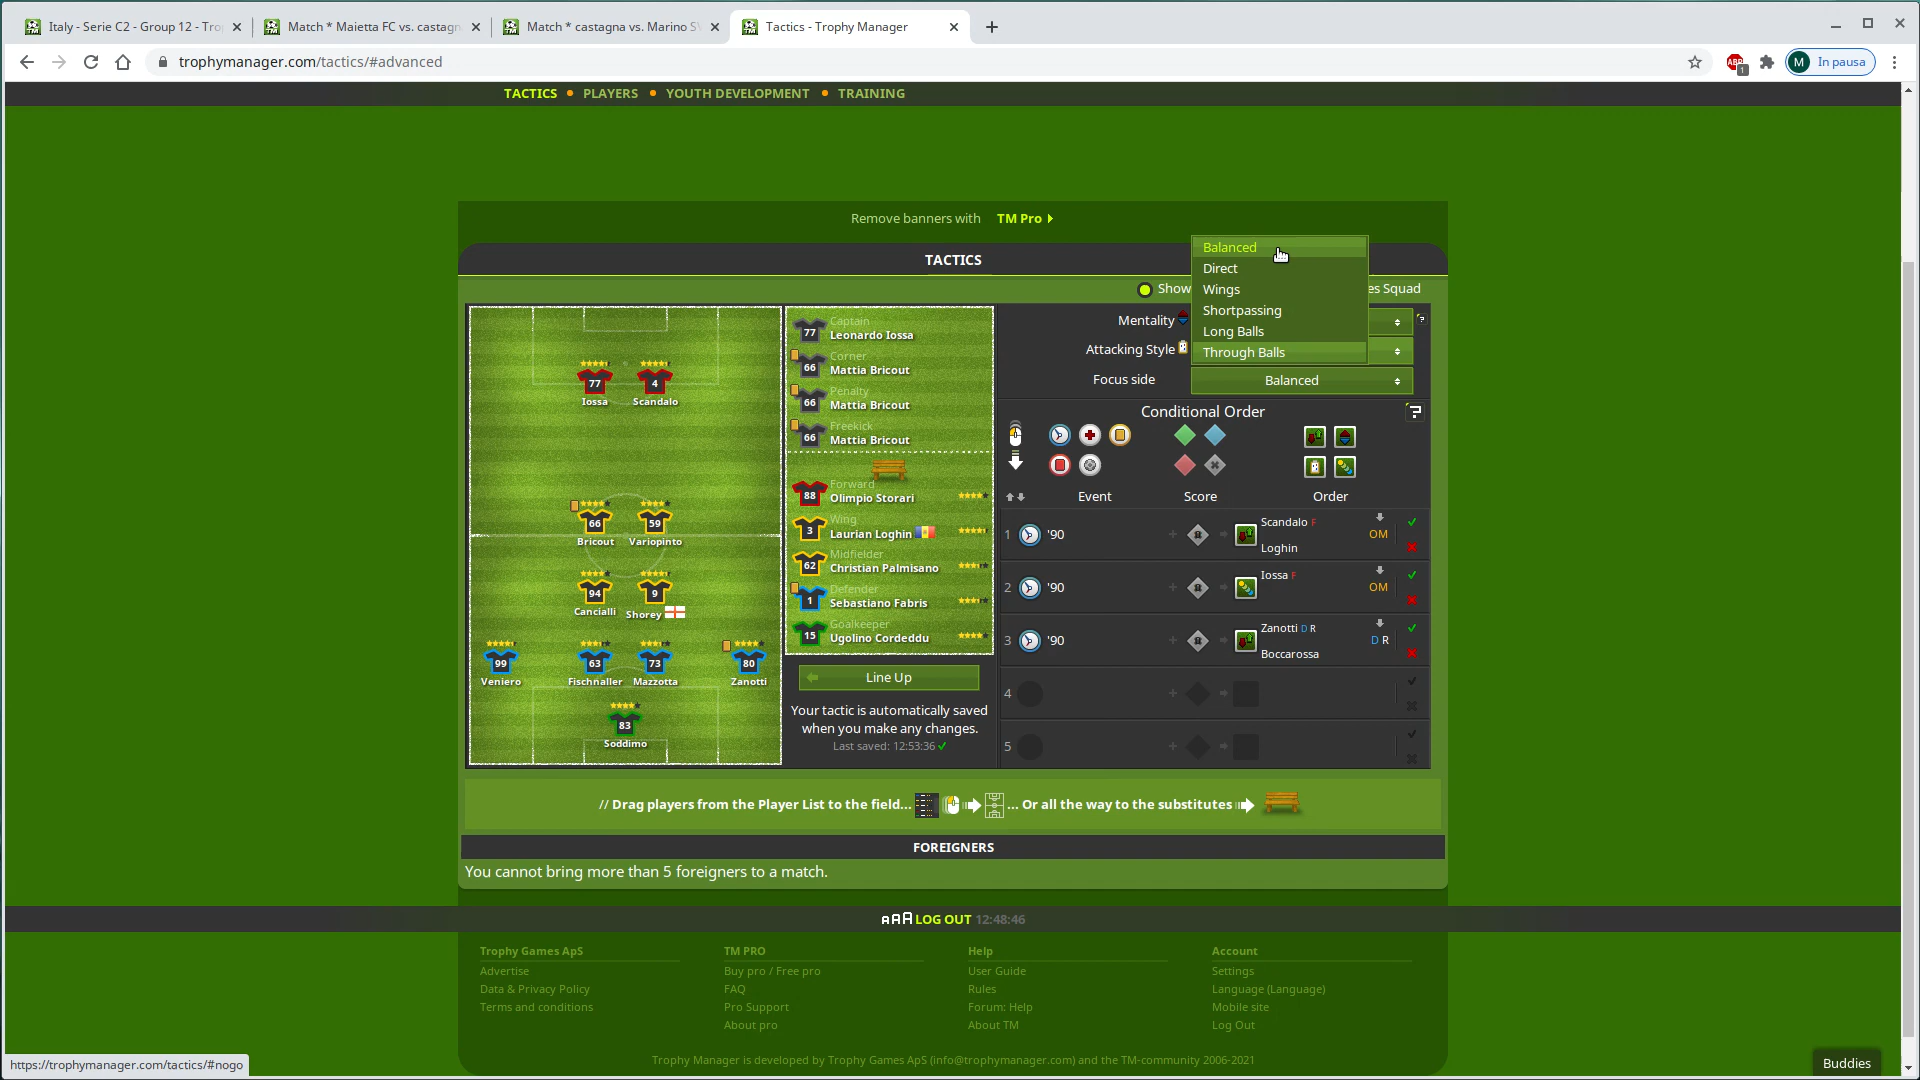 Italy - Serie C2 - Group 12 - Tro
Match * Maietta FC vs. castagn
Match * castagna vs. Marino S
Tactics - Trophy Manager
trophymanager.com/tactics/#advanced
ABP
1
M
In pausa
TACTICS • PLAYERS • YOUTH DEVELOPMENT • TRAINING
Remove banners with TM Pro
TACTICS
Show
es Squad
Balanced
Direct
Wings
Shortpassing
Long Balls
Through Balls
Mentality
Attacking Style
Focus side
Balanced
77
Iossa
4
Scandalo
66
Bricout
59
Variopinto
94
Cancialli
9
Shorey
99
Veniero
63
Fischnaller
73
Mazzotta
80
Zanotti
83
Soddimo
Captain
77
Leonardo Iossa
Corner
66
Mattia Bricout
Penalty
66
Mattia Bricout
Freekick
66
Mattia Bricout
Forward
88
Olimpio Storari
Wing
3
Laurian Loghin
Midfielder
62
Christian Palmisano
Defender
1
Sebastiano Fabris
Goalkeeper
15
Ugolino Cordeddu
Line Up
Your tactic is automatically saved
when you make any changes.
Last saved: 12:53:36
Conditional Order
?
Event Score Order
1 '90 + Scandalo F OM
Loghin
2 '90 + Iossa F OM
3 '90 + Zanotti D R D R
Boccarossa
4 +
5 +
// Drag players from the Player List to the field... ... Or all the way to the substitutes
FOREIGNERS
You cannot bring more than 5 foreigners to a match.
AAA LOG OUT 12:48:46
Trophy Games ApS
Advertise
Data & Privacy Policy
Terms and conditions
TM PRO
Buy pro / Free pro
FAQ
Pro Support
About pro
Help
User Guide
Rules
Forum: Help
About TM
Account
Settings
Language (Language)
Mobile site
Log Out
Trophy Manager is developed by Trophy Games ApS (info@trophymanager.com) and the TM-community 2006-2021
https://trophymanager.com/tactics/#nogo
Buddies